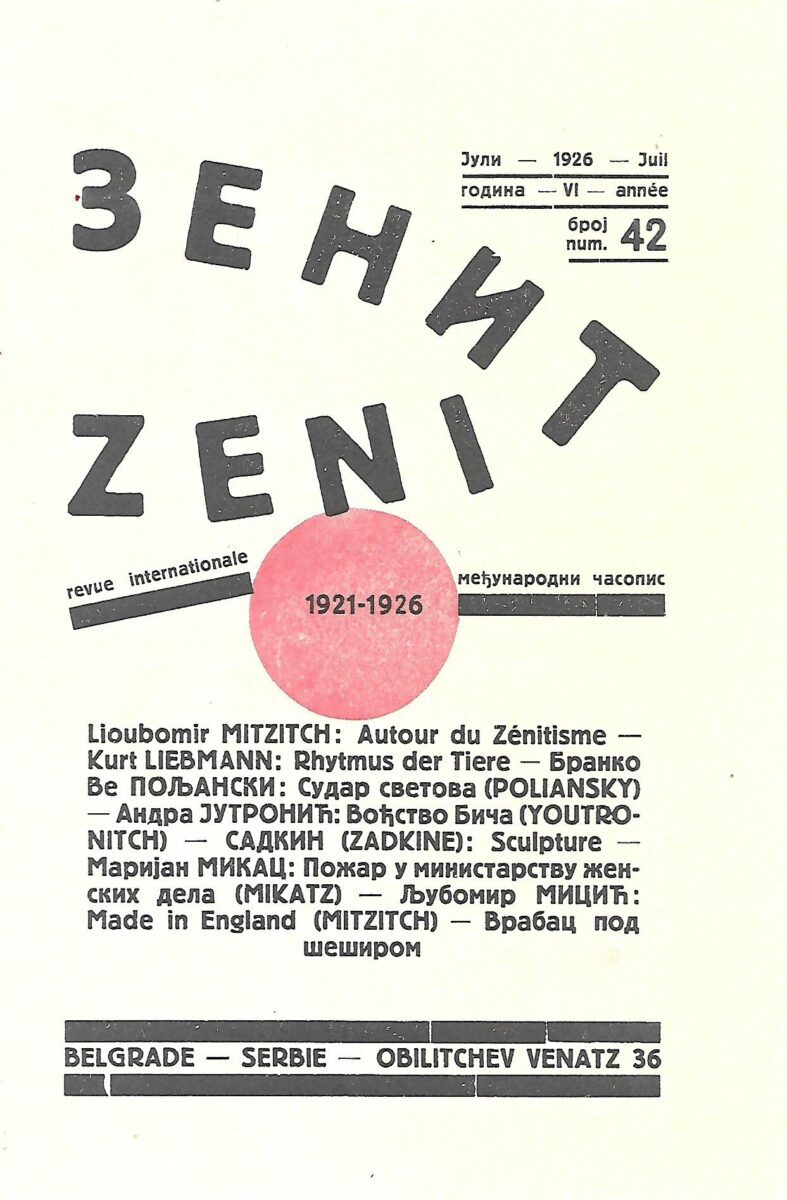 ЗЕНИТ
Јули — 1926 — Juil
година — VI — année
број
num. 42
ZENIT
revue internationale
1921-1926
међународни часопис
Lioubomir MITZITCH: Autour du Zénitisme —
Kurt LIEBMANN: Rhytmus der Tiere — Бранко
Ве ПОЉАНСКИ: Судар светова (POLIANSKY)
— Андра ЈУТРОНИЋ: Вођство Бича (YOUTRO-
NITCH) — САДКИН (ZADKINE): Sculpture —
Маријан МИКАЦ: Пожар у министарству жен-
ских дела (MIKATZ) — Љубомир МИЦИЋ:
Made in England (MITZITCH) — Врабац под
шеширом
BELGRADE — SERBIE — OBILITCHEV VENATZ 36